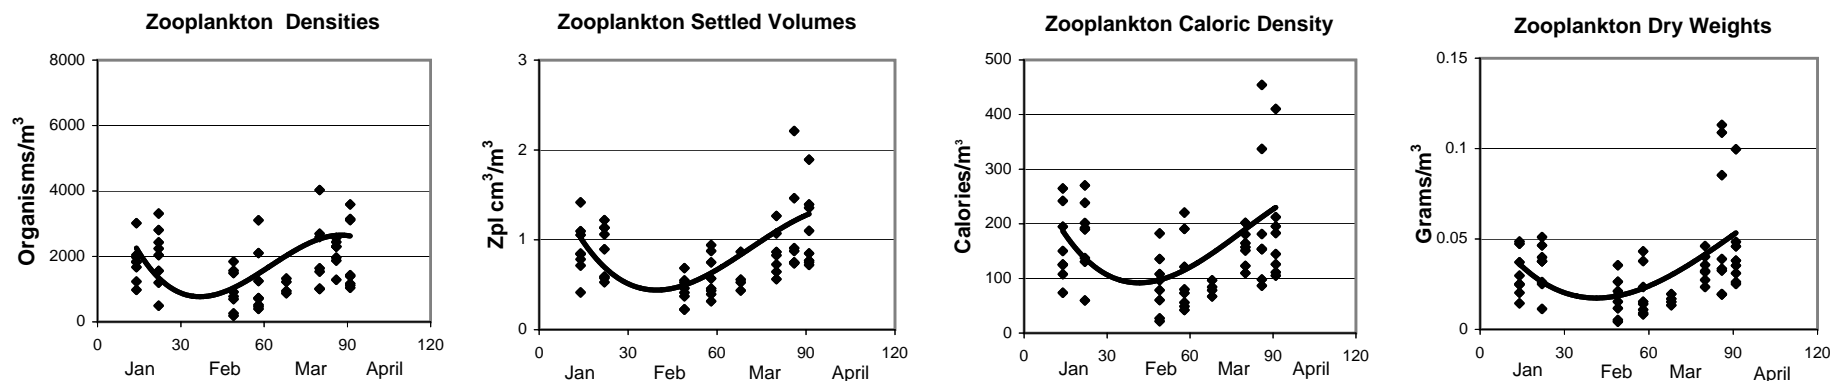 Zooplankton Densities
Organisms/m³
8000
6000
4000
2000
0
0 30 60 90 120
Jan Feb Mar April
Zooplankton Settled Volumes
Zpl cm³/m³
3
2
1
0
0 30 60 90 120
Jan Feb Mar April
Zooplankton Caloric Density
Calories/m³
500
400
300
200
100
0
0 30 60 90 120
Jan Feb Mar April
Zooplankton Dry Weights
Grams/m³
0.15
0.1
0.05
0
0 30 60 90 120
Jan Feb Mar April